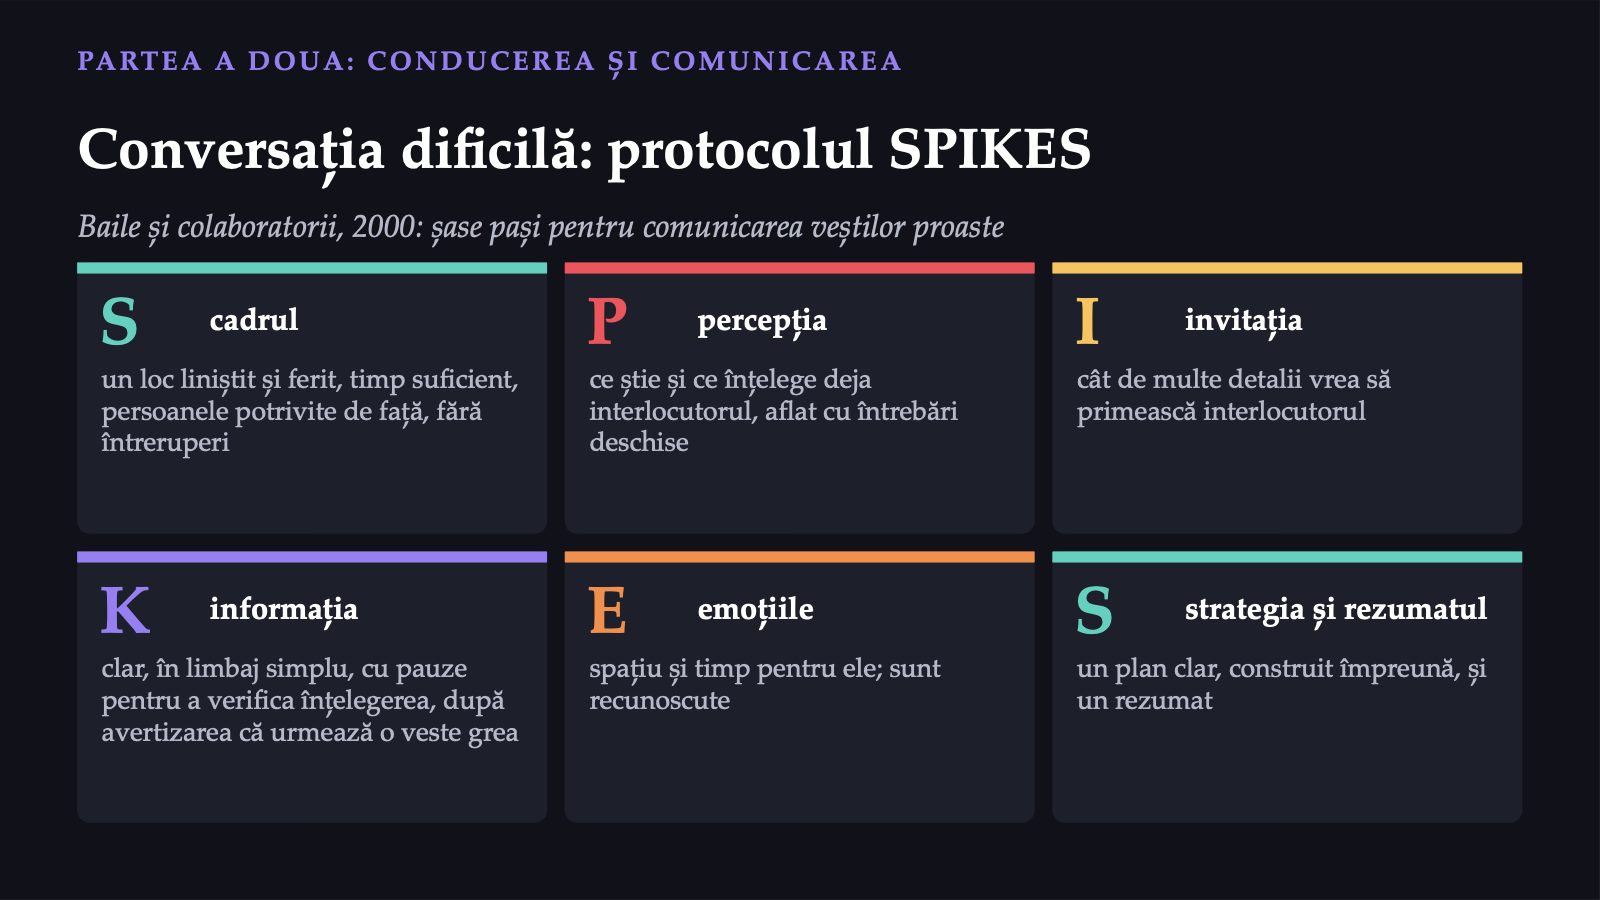 PARTEA A DOUA: CONDUCEREA ȘI COMUNICAREA
Conversația dificilă: protocolul SPIKES
Baile și colaboratorii, 2000: șase pași pentru comunicarea veștilor proaste
S cadrul
un loc liniștit și ferit, timp suficient,
persoanele potrivite de față, fără
întreruperi
P percepția
ce știe și ce înțelege deja
interlocutorul, aflat cu întrebări
deschise
I invitația
cât de multe detalii vrea să
primească interlocutorul
K informația
clar, în limbaj simplu, cu pauze
pentru a verifica înțelegerea, după
avertizarea că urmează o veste grea
E emoțiile
spațiu și timp pentru ele; sunt
recunoscute
S strategia și rezumatul
un plan clar, construit împreună, și
un rezumat